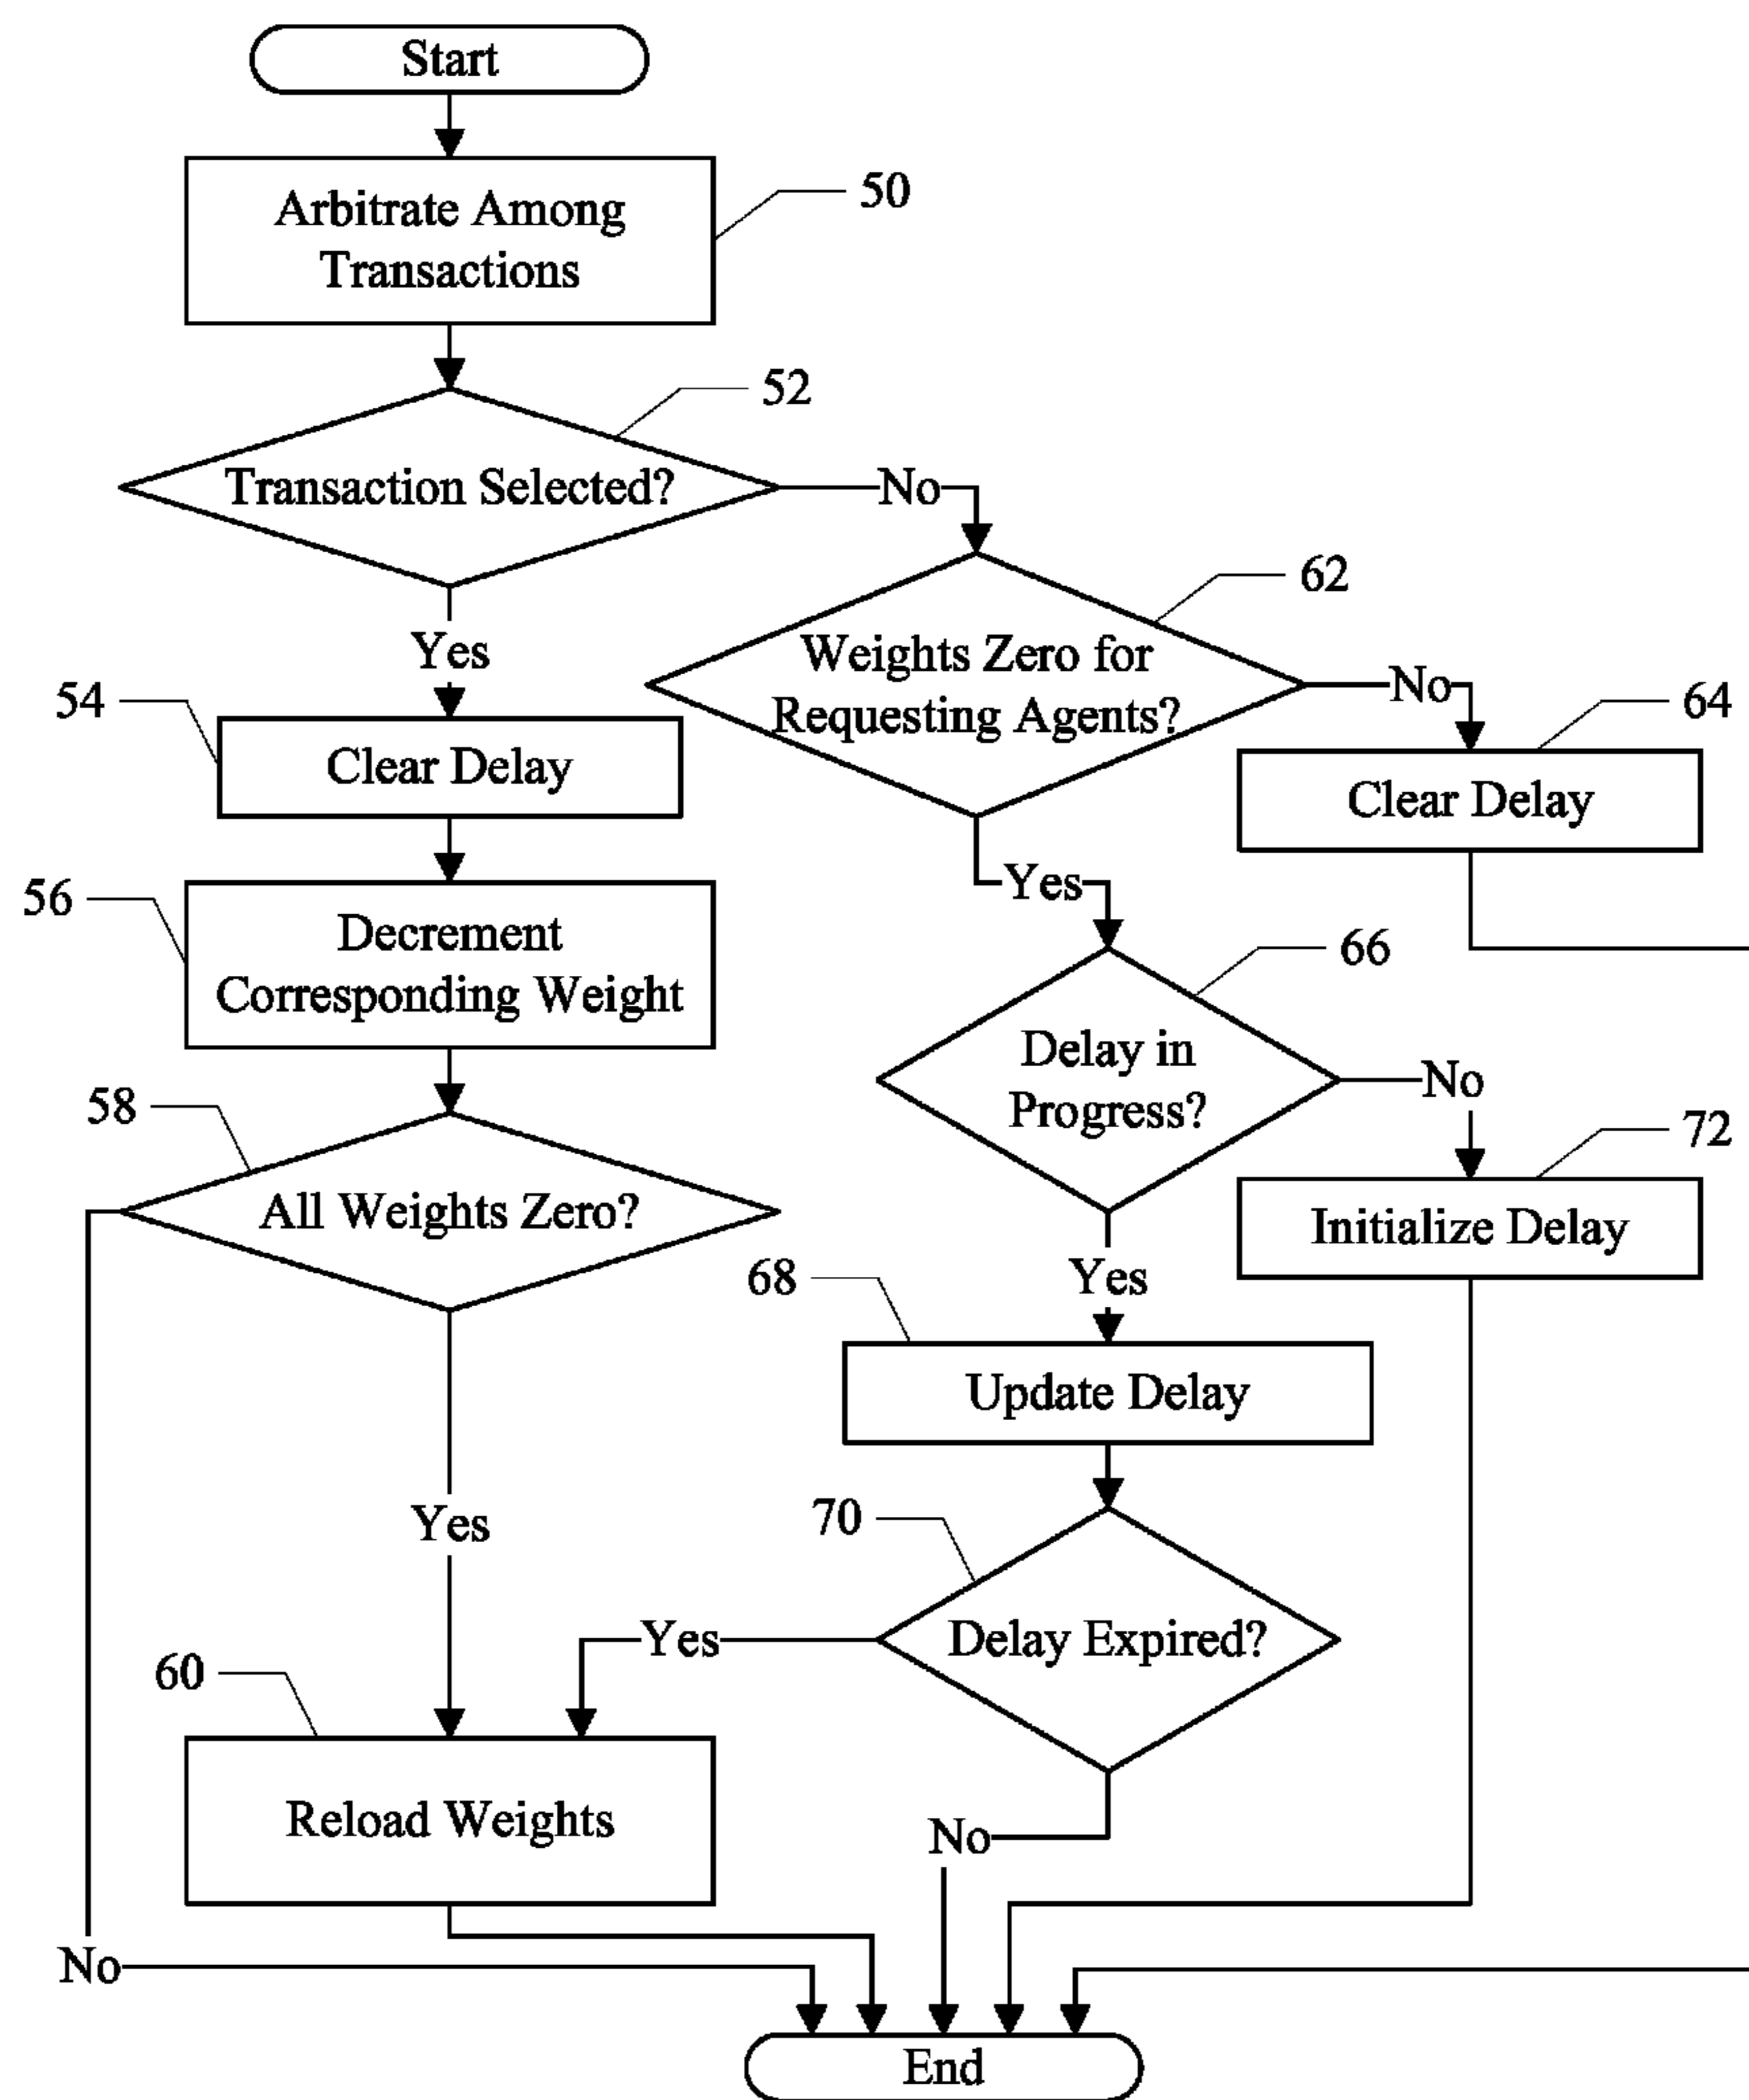 Start
Arbitrate Among
Transactions
50
52
Transaction Selected?
No
Yes
62
Weights Zero for
Requesting Agents?
No
54
Clear Delay
64
Clear Delay
Yes
56
Decrement
Corresponding Weight
66
Delay in
Progress?
No
58
All Weights Zero?
72
Initialize Delay
Yes
68
Update Delay
Yes
70
Delay Expired?
Yes
60
Reload Weights
No
No
End